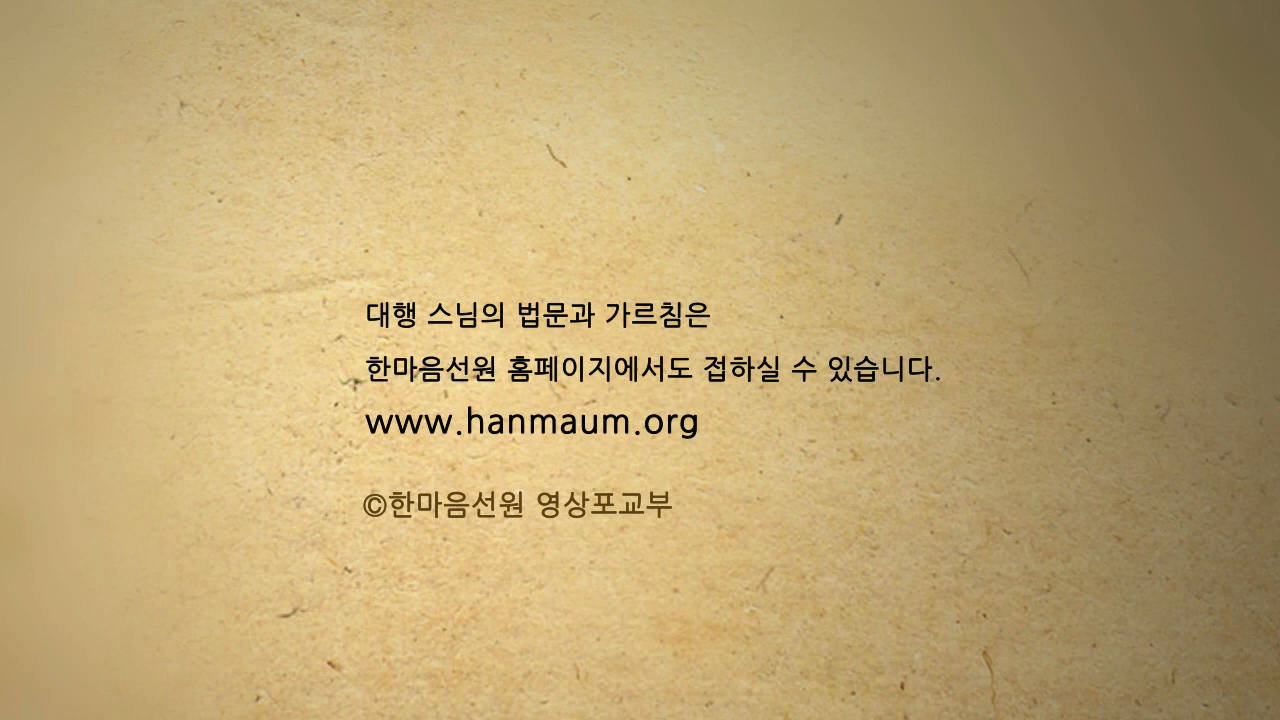 대행 스님의 법문과 가르침은
한마음선원 홈페이지에서도 접하실 수 있습니다.
www.hanmaum.org
©한마음선원 영상포교부